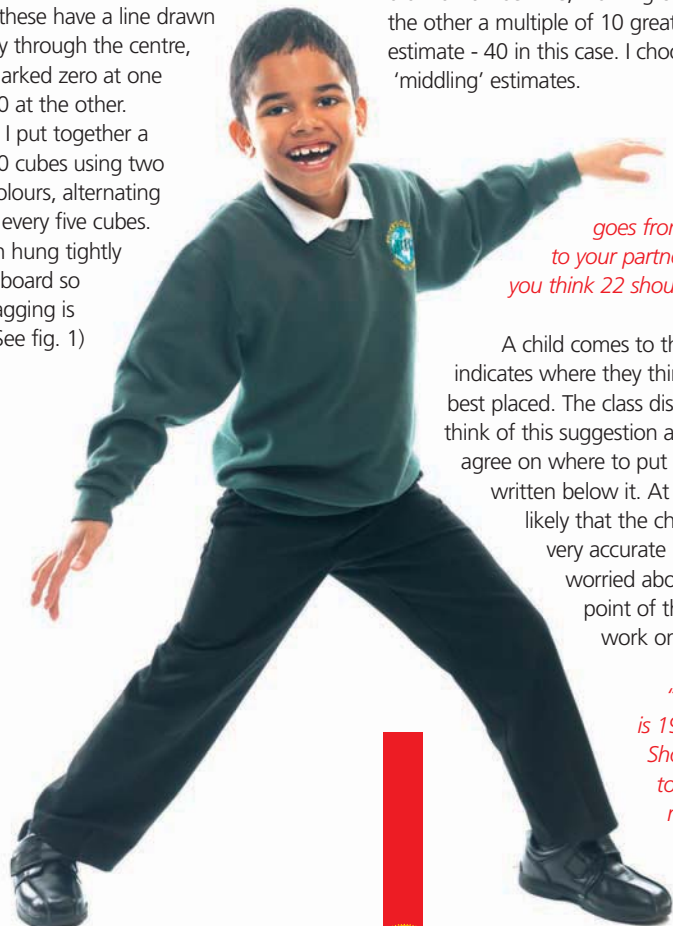 these have a line drawn
y through the centre,
arked zero at one
0 at the other.
I put together a
0 cubes using two
olours, alternating
every five cubes.
n hung tightly
board so
agging is
See fig. 1)
the other a multiple of 10 great
estimate - 40 in this case. I choo
'middling' estimates.
goes from
to your partne
you think 22 shou
A child comes to th
indicates where they thin
best placed. The class dis
think of this suggestion a
agree on where to put
written below it. At
likely that the ch
very accurate
worried abo
point of th
work on
"
is 19
Sho
to